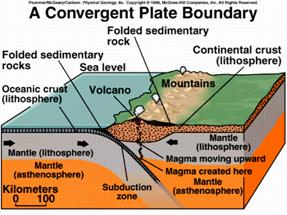 Plummer/McGeary/Carlson Physical Geology, 8e. Copyright © 1999, McGraw-Hill Companies, Inc. All Rights Reserved.
A Convergent Plate Boundary
Folded sedimentary
rock
Folded sedimentary
rocks
Continental crust
(lithosphere)
Sea level
Oceanic crust
(lithosphere)
Volcano
Mountains
Mantle (lithosphere)
Mantle
(lithosphere)
Mantle
(asthenosphere)
Magma moving upward
Magma created here
Mantle
(asthenosphere)
Kilometers
0 100
Subduction
zone